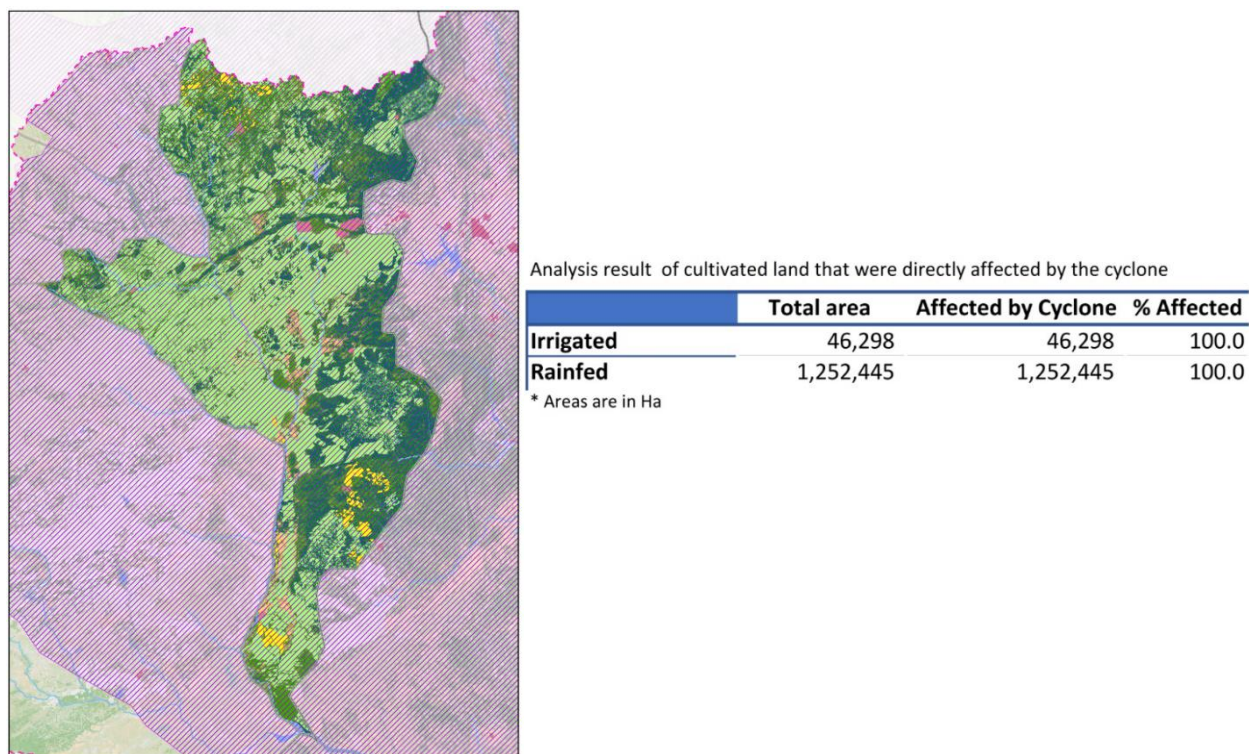 Analysis result  of cultivated land that were directly affected by the cyclone
Total area Affected by Cyclone % Affected
Irrigated 46,298 46,298 100.0
Rainfed 1,252,445 1,252,445 100.0
* Areas are in Ha